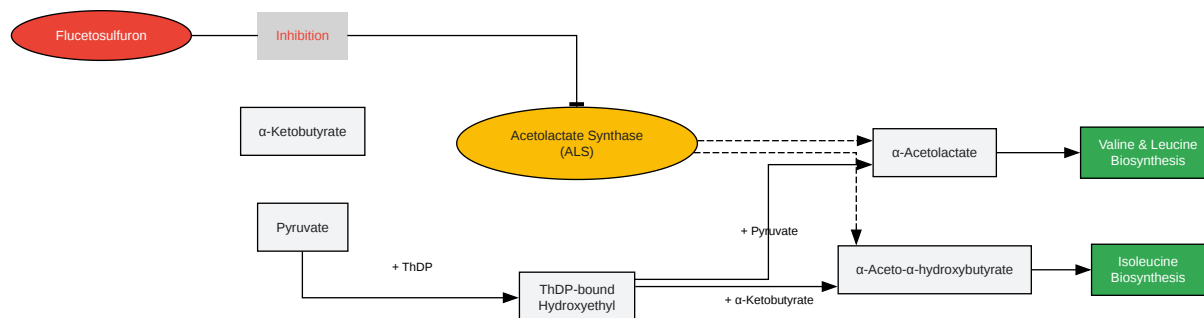 Flucetosulfuron
Inhibition
α-Ketobutyrate
Acetolactate Synthase
(ALS)
α-Acetolactate
Valine & Leucine
Biosynthesis
Pyruvate
+ Pyruvate
+ ThDP
α-Aceto-α-hydroxybutyrate
Isoleucine
Biosynthesis
ThDP-bound
Hydroxyethyl
+ α-Ketobutyrate